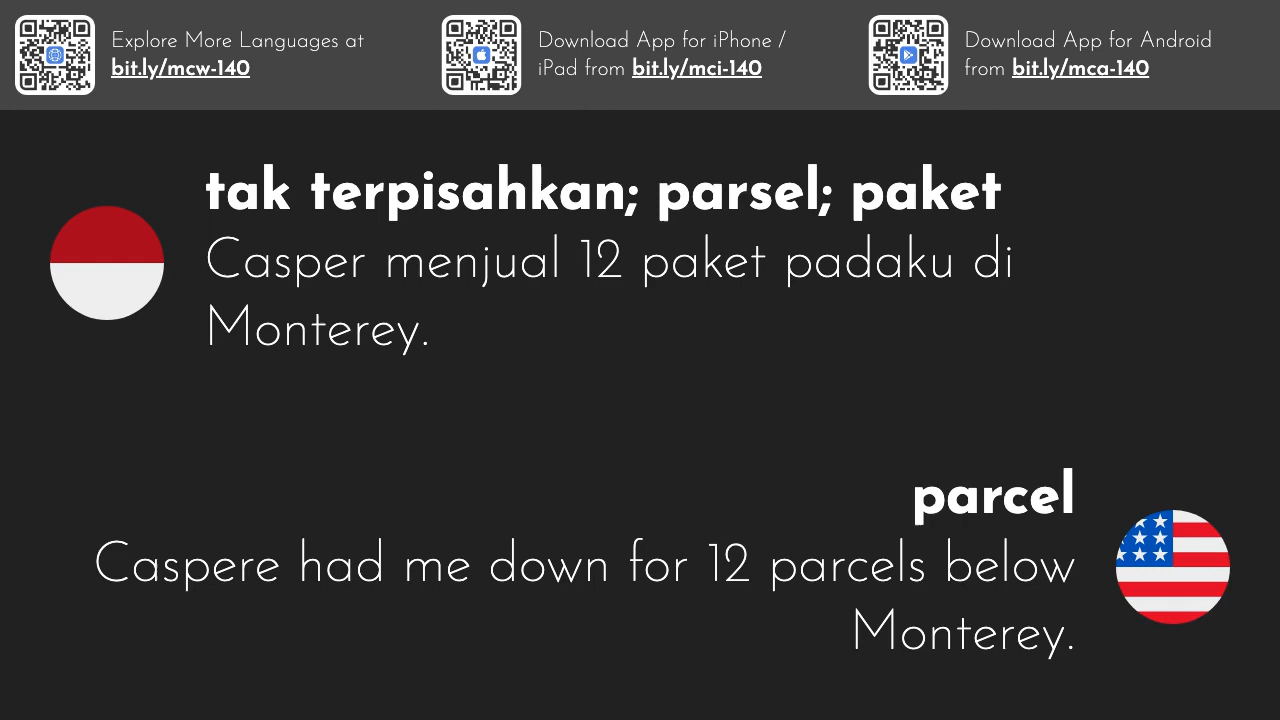 Explore More Languages at
bit.ly/mcw-140
Download App for iPhone /
iPad from bit.ly/mci-140
Download App for Android
from bit.ly/mca-140
tak terpisahkan; parsel; paket
Casper menjual 12 paket padaku di
Monterey.
parcel
Caspere had me down for 12 parcels below
Monterey.